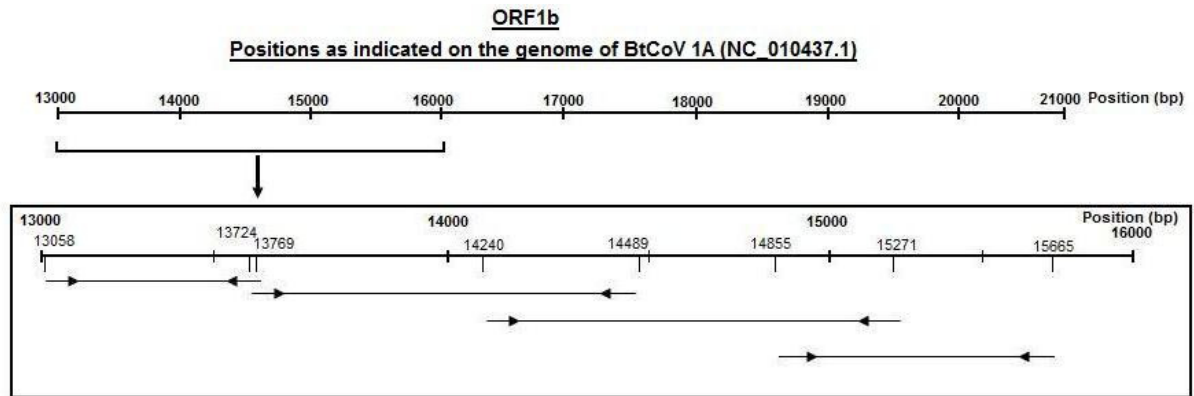 ORF1b
Positions as indicated on the genome of BtCoV 1A (NC_010437.1)
13000 14000 15000 16000 17000 18000 19000 20000 21000 Position (bp)
13000 14000 15000 Position (bp)
16000
13058 13724 13769 14240 14489 14855 15271 15665